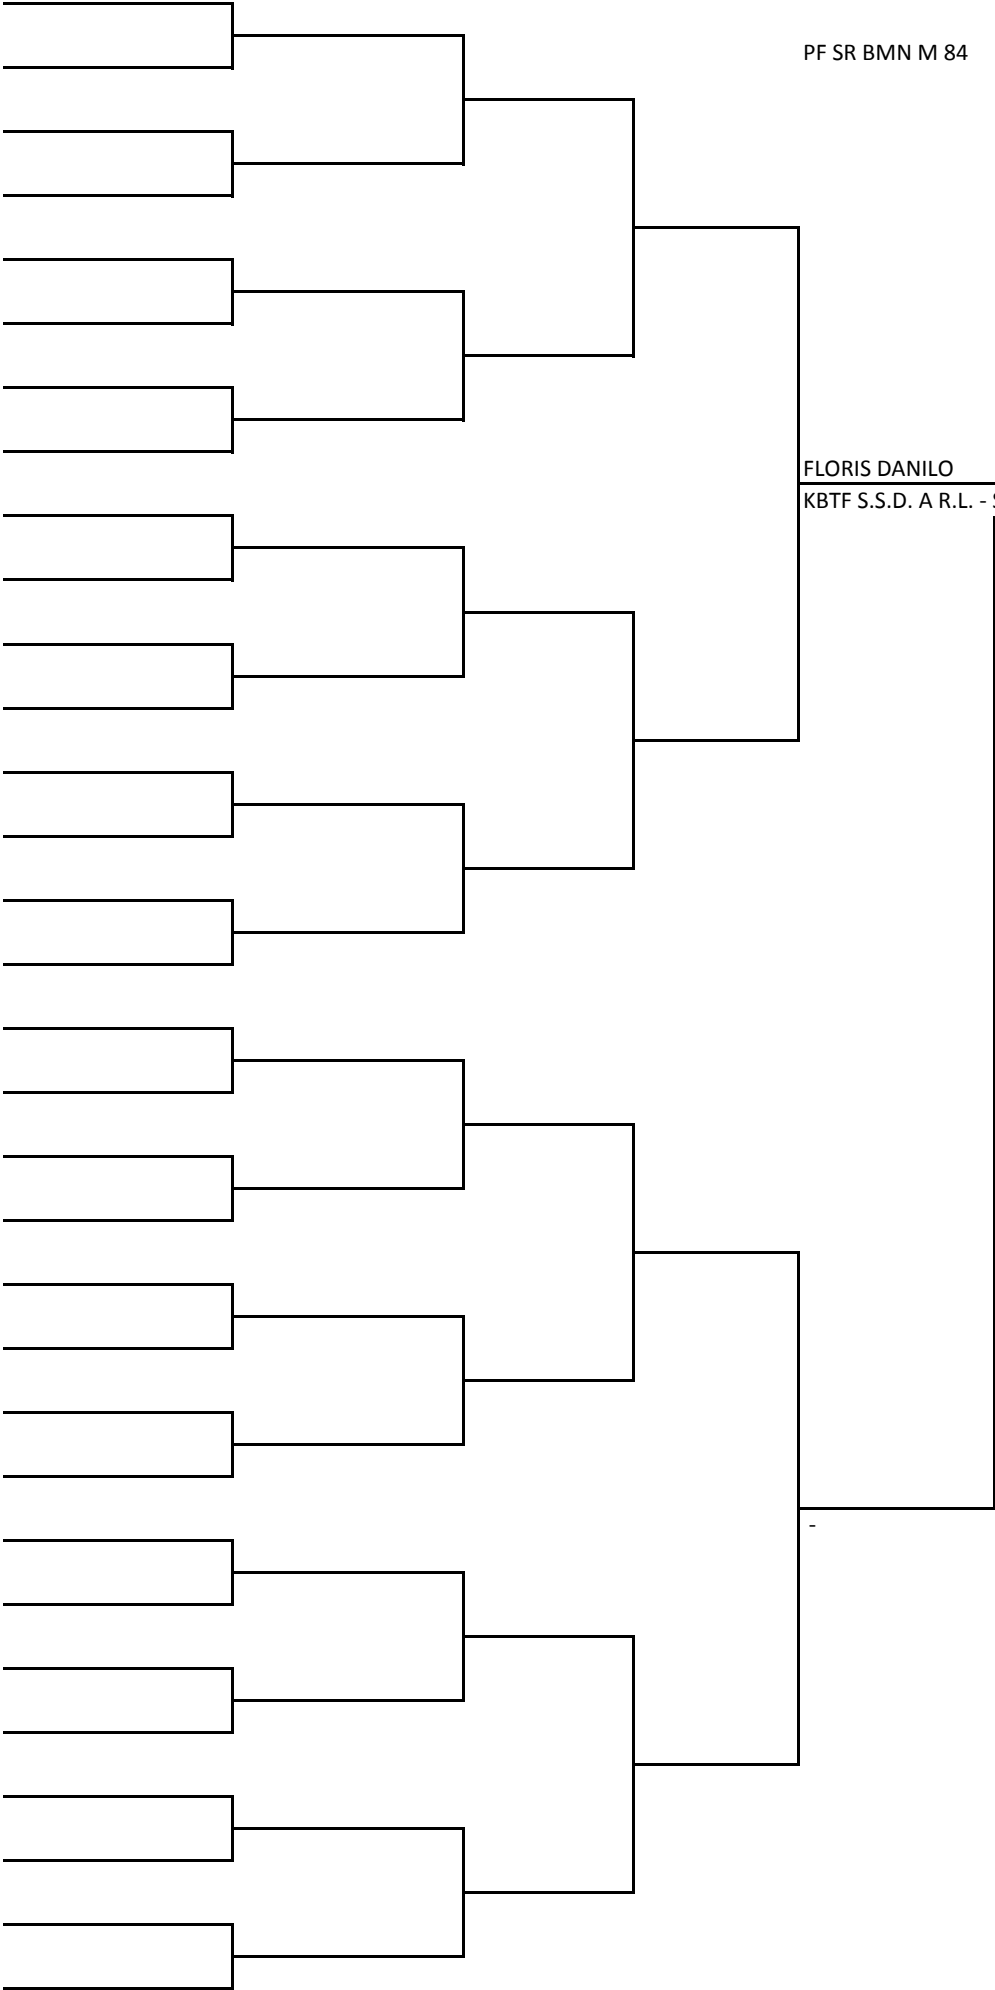 PF SR BMN M 84
FLORIS DANILO
KBTF S.S.D. A R.L. -
-